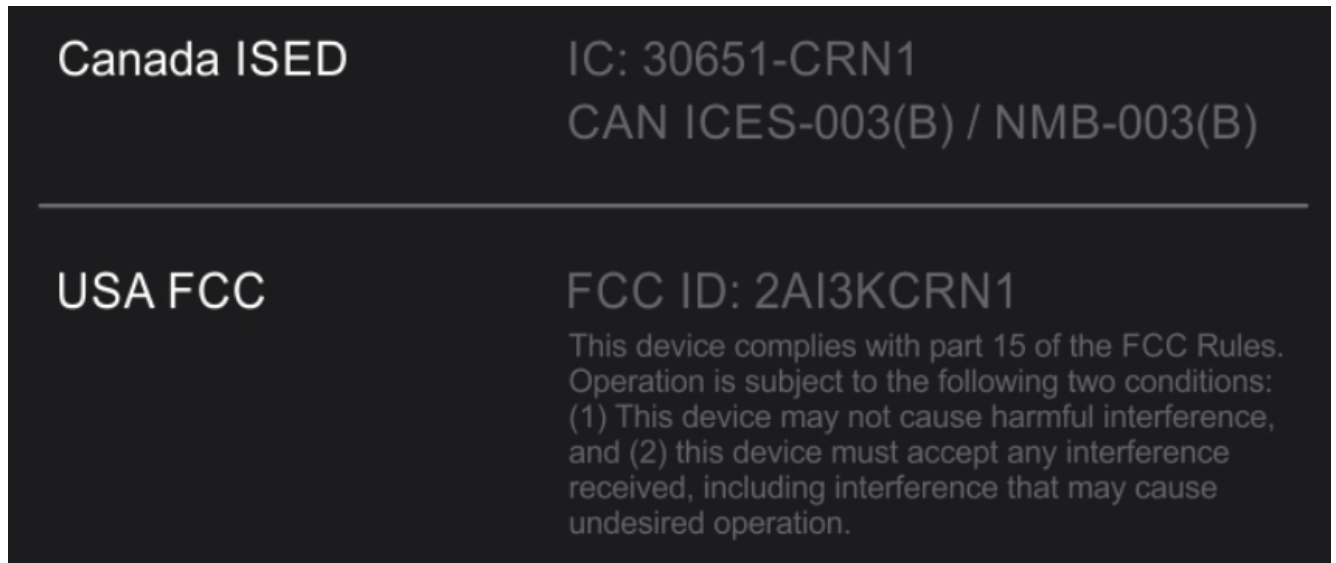 Canada ISED
IC: 30651-CRN1
CAN ICES-003(B) / NMB-003(B)
USA FCC
FCC ID: 2AI3KCRN1
This device complies with part 15 of the FCC Rules.
Operation is subject to the following two conditions:
(1) This device may not cause harmful interference,
and (2) this device must accept any interference
received, including interference that may cause
undesired operation.